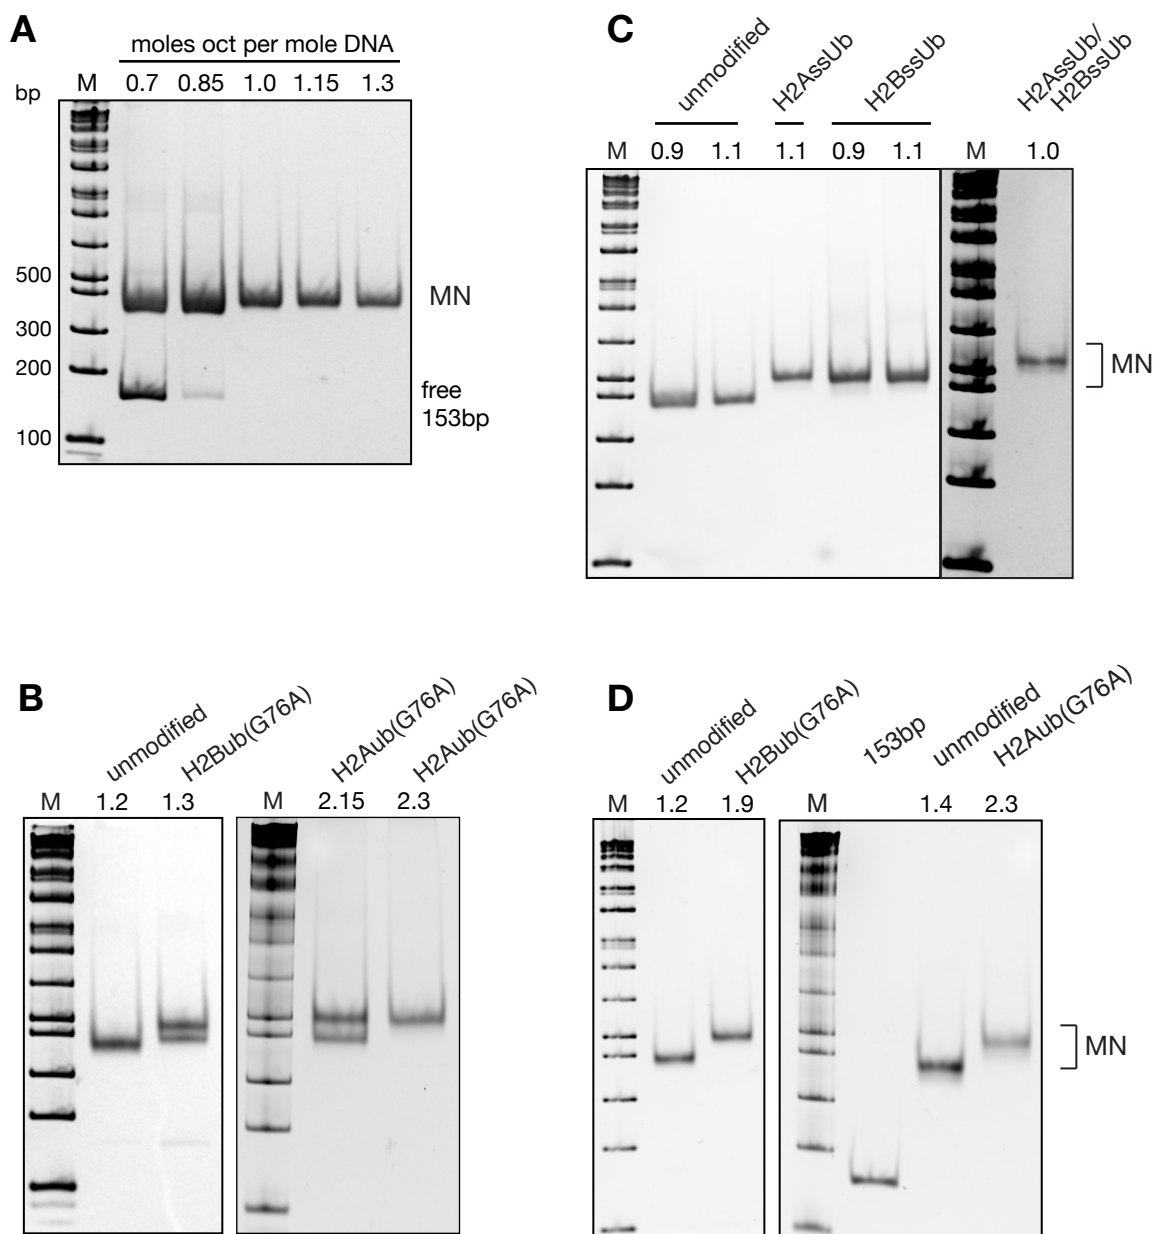 A
moles oct per mole DNA
bp
M
0.7
0.85
1.0
1.15
1.3
500
300
200
100
MN
free
153bp
C
unmodified
H2AssUb
H2BssUb
H2AssUb/
H2BssUb
M
0.9
1.1
1.1
0.9
1.1
M
1.0
MN
B
unmodified
H2Bub(G76A)
H2Aub(G76A)
H2Aub(G76A)
M
1.2
1.3
M
2.15
2.3
D
unmodified
H2Bub(G76A)
153bp
unmodified
H2Aub(G76A)
M
1.2
1.9
M
1.4
2.3
MN